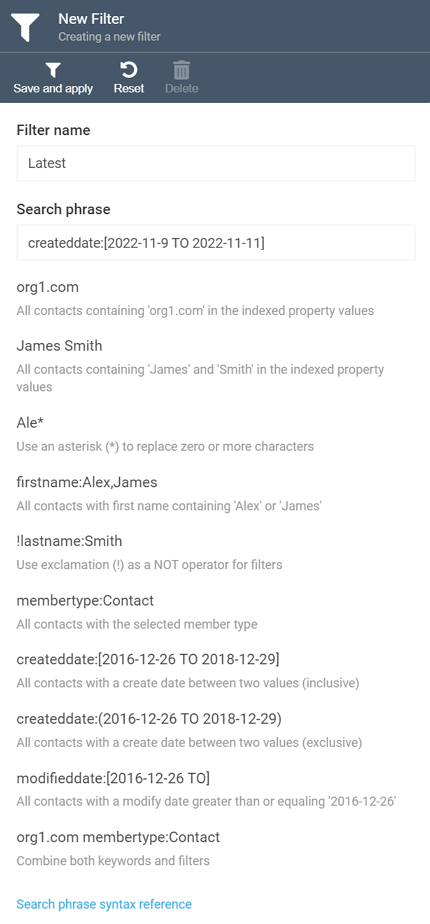 New Filter
Creating a new filter
Save and apply
Reset
Delete
Filter name
Latest
Search phrase
createddate:[2022-11-9 TO 2022-11-11]
org1.com
All contacts containing 'org1.com' in the indexed property values
James Smith
All contacts containing 'James' and 'Smith' in the indexed property
values
Ale*
Use an asterisk (*) to replace zero or more characters
firstname:Alex,James
All contacts with first name containing 'Alex' or 'James'
!lastname:Smith
Use exclamation (!) as a NOT operator for filters
membertype:Contact
All contacts with the selected member type
createddate:[2016-12-26 TO 2018-12-29]
All contacts with a create date between two values (inclusive)
createddate:(2016-12-26 TO 2018-12-29)
All contacts with a create date between two values (exclusive)
modifieddate:[2016-12-26 TO]
All contacts with a modify date greater than or equaling '2016-12-26'
org1.com membertype:Contact
Combine both keywords and filters
Search phrase syntax reference